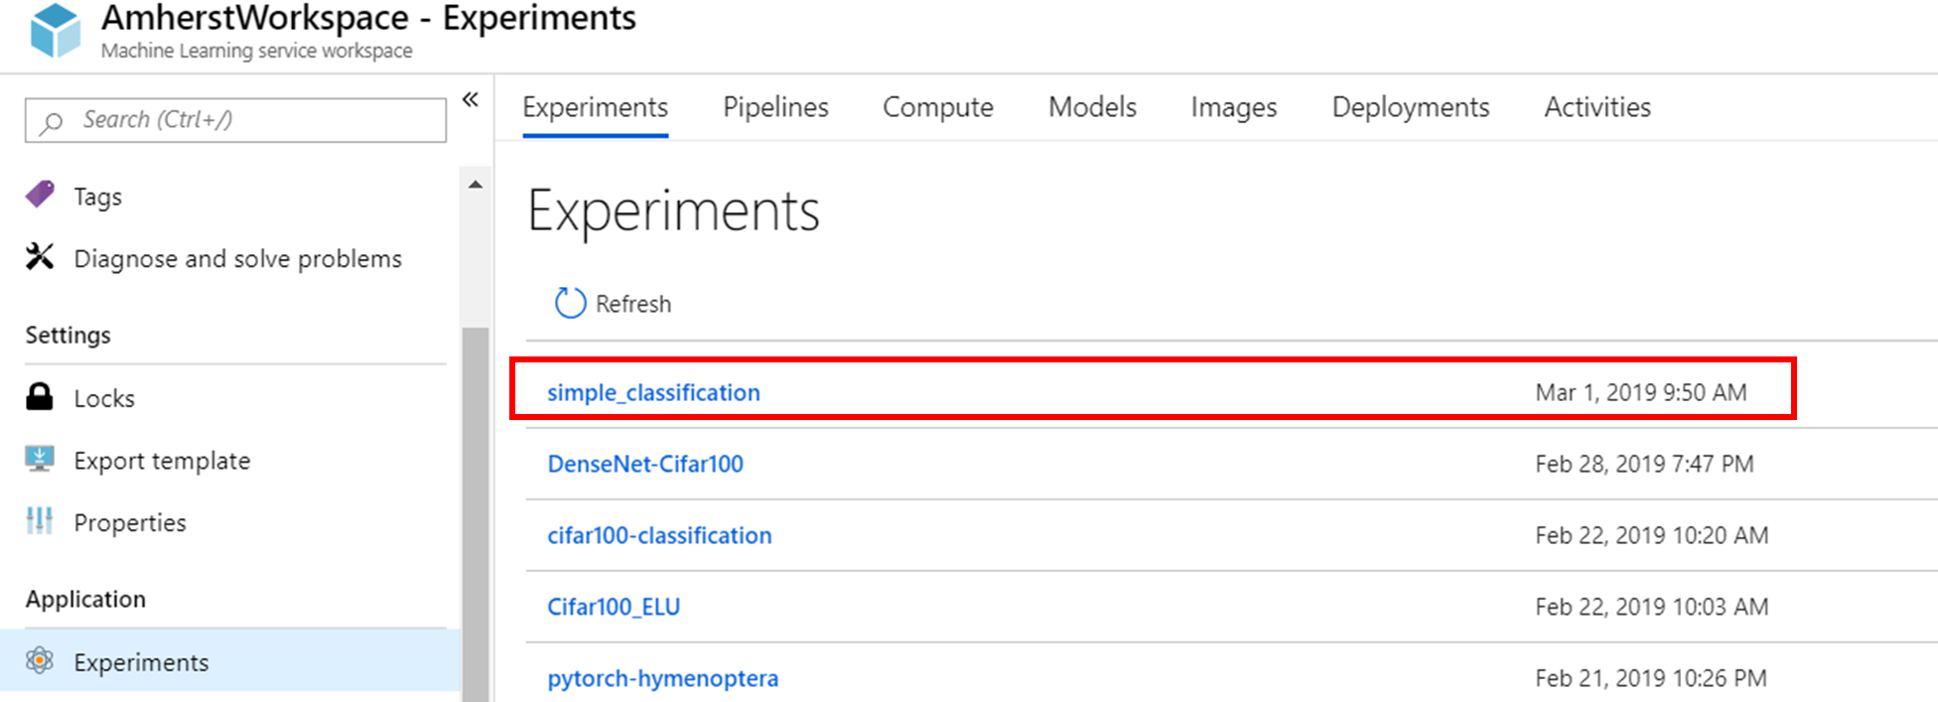 AmherstWorkspace - Experiments
Machine Learning service workspace
Search (Ctrl+/)
«
Tags
Diagnose and solve problems
Settings
Locks
Export template
Properties
Application
Experiments
Experiments Pipelines Compute Models Images Deployments Activities
Experiments
Refresh
simple_classification Mar 1, 2019 9:50 AM
DenseNet-Cifar100 Feb 28, 2019 7:47 PM
cifar100-classification Feb 22, 2019 10:20 AM
Cifar100_ELU Feb 22, 2019 10:03 AM
pytorch-hymenoptera Feb 21, 2019 10:26 PM